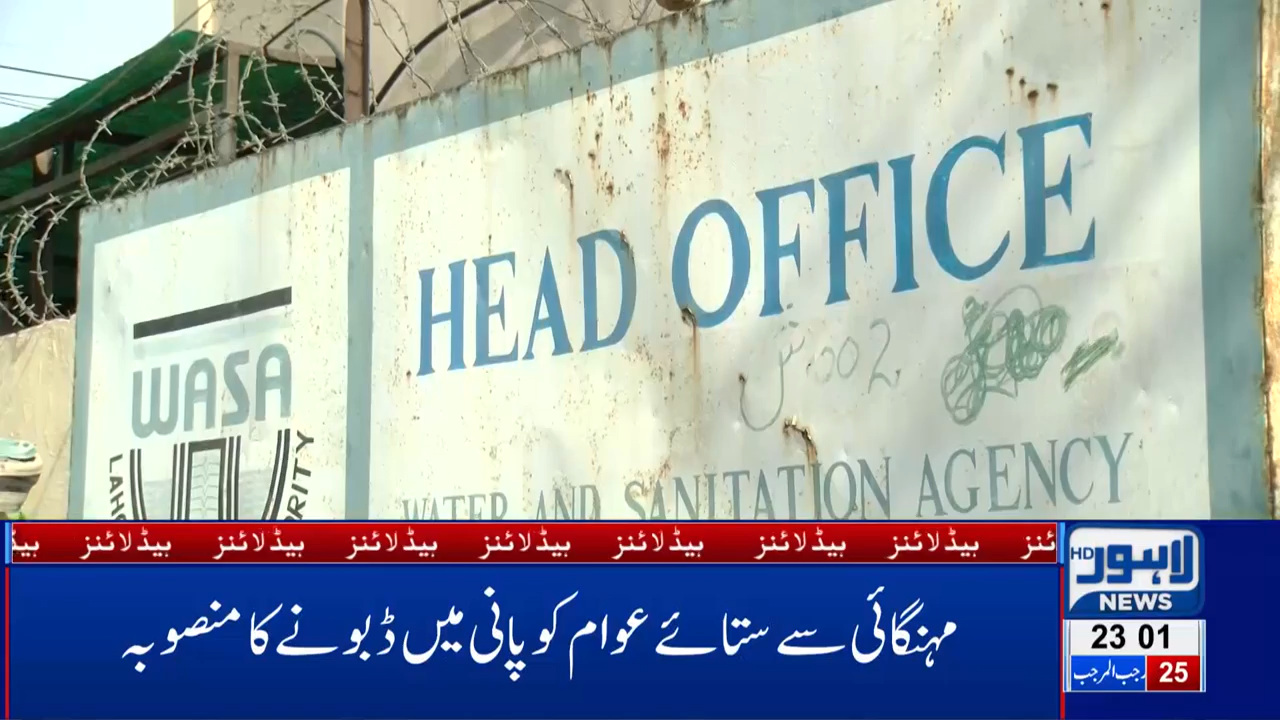 HEAD OFFICE
WASA
WATER AND SANITATION AGENCY
ہیڈلائنز ہیڈلائنز ہیڈلائنز ہیڈلائنز ہیڈلائنز ہیڈلائنز ہیڈلائنز
مہنگائی سے ستائے عوام کو پانی میں ڈبونے کا منصوبہ
HD لاہور
NEWS
23 01
25 رجب المرجب